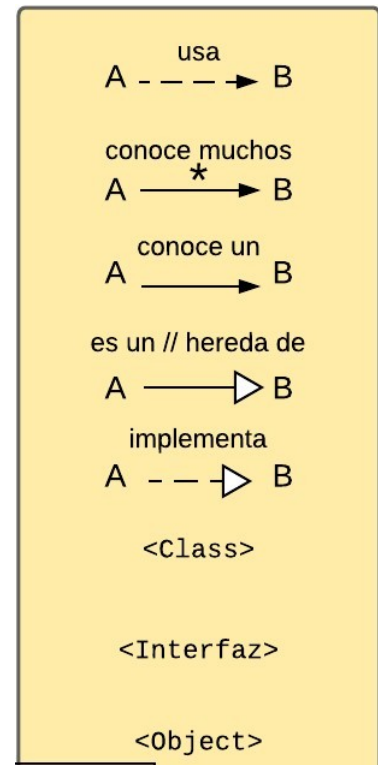 usa
A B
conoce muchos
*
A B
conoce un
A B
es un // hereda de
A B
implementa
A B
<Class>
<Interfaz>
<Object>